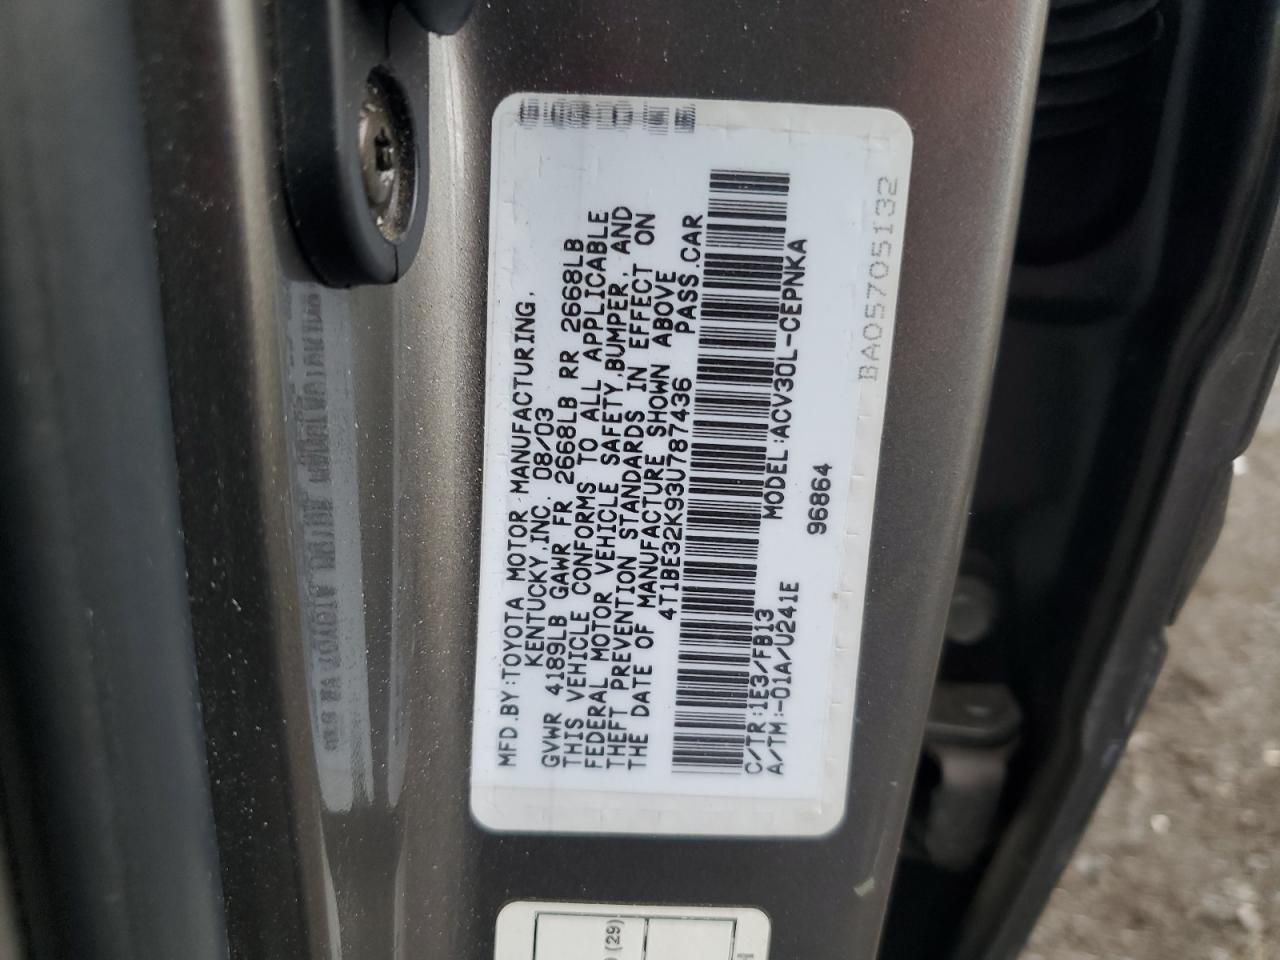 MFD.BY:TOYOTA MOTOR MANUFACTURING,
KENTUCKY,INC. 08/03
GVWR 4189LB GAWR FR 2668LB RR 2668LB
THIS VEHICLE CONFORMS TO ALL APPLICABLE
FEDERAL MOTOR VEHICLE SAFETY,BUMPER, AND
THEFT PREVENTION STANDARDS IN EFFECT ON
THE DATE OF MANUFACTURE SHOWN ABOVE
4T1BE32K93U787436 PASS.CAR
C/TR:1E3/FB13 MODEL:ACV30L-CEPNKA
A/TM:-01A/U241E
96864
BA05705132
(29)